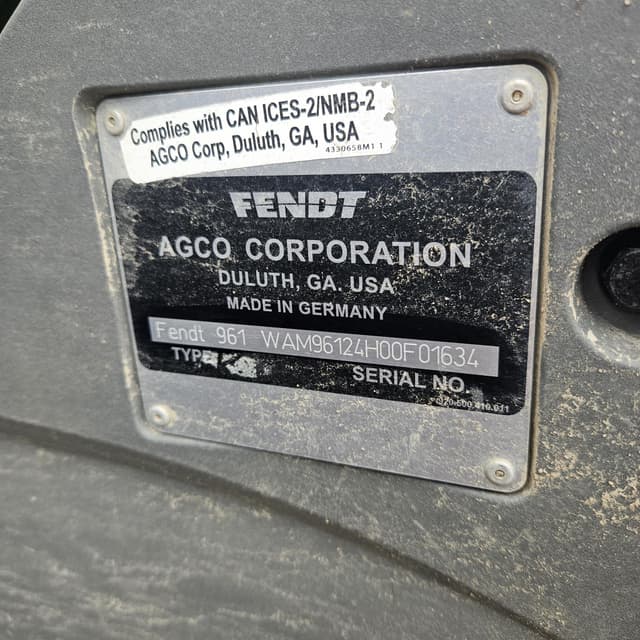 Complies with CAN ICES-2/NMB-2
AGCO Corp, Duluth, GA, USA
4330658M1 1
FENDT
AGCO CORPORATION
DULUTH, GA. USA
MADE IN GERMANY
Fendt 961 WAM96124H00F01634
TYPE
SERIAL NO.